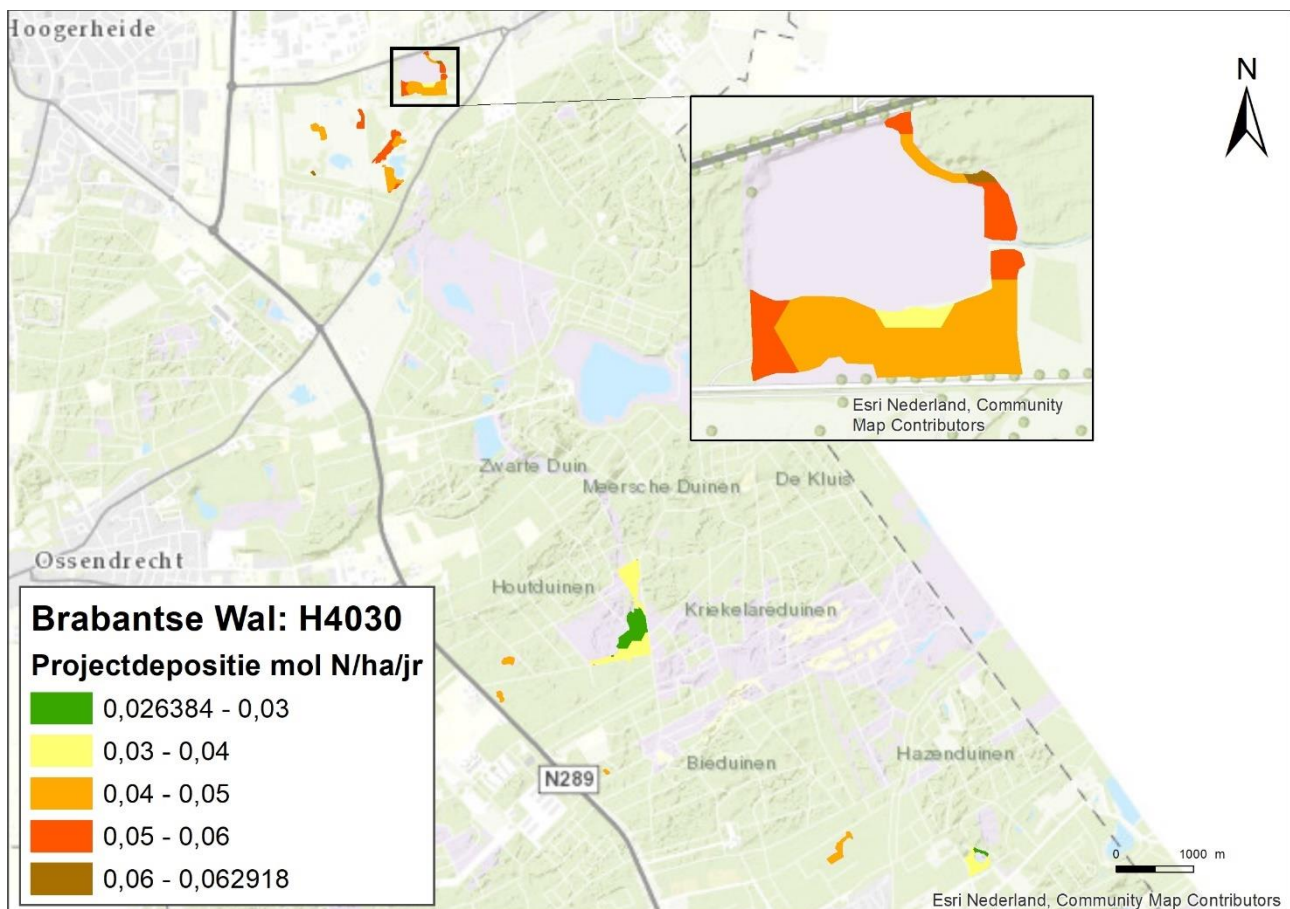 Hoogerheide
N
Esri Nederland, Community
Map Contributors
Zwarte Duin
Meersche Duinen
De Kluis
Ossendrecht
Houtduinen
Kriekelareduinen
Brabantse Wal: H4030
Projectdepositie mol N/ha/jr
0,026384 - 0,03
0,03 - 0,04
0,04 - 0,05
0,05 - 0,06
0,06 - 0,062918
Bieduinen
Hazenduinen
N289
0 1000 m
Esri Nederland, Community Map Contributors